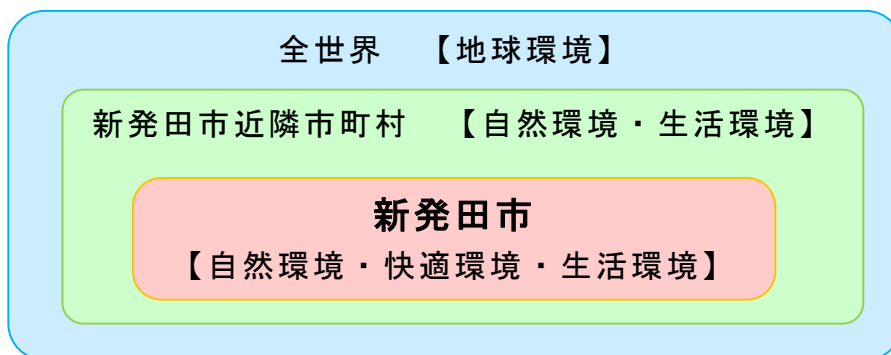 全世界　【地球環境】
新発田市近隣市町村　【自然環境・生活環境】
新発田市
【自然環境・快適環境・生活環境】